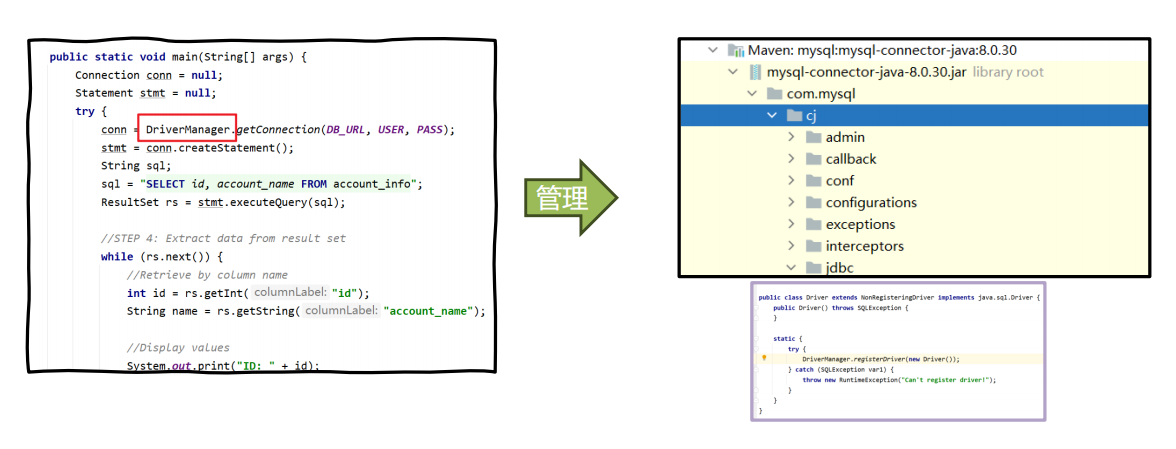 public static void main(String[] args) {
Connection conn = null;
Statement stmt = null;
try {
conn = DriverManager.getConnection(DB_URL, USER, PASS);
stmt = conn.createStatement();
String sql;
sql = "SELECT id, account_name FROM account_info";
ResultSet rs = stmt.executeQuery(sql);
//STEP 4: Extract data from result set
while (rs.next()) {
//Retrieve by column name
int id = rs.getInt( columnLabel: "id");
String name = rs.getString( columnLabel: "account_name");
//Display values
System.out.print("ID: " + id);
管理
Maven: mysql:mysql-connector-java:8.0.30
mysql-connector-java-8.0.30.jar library root
com.mysql
cj
admin
callback
conf
configurations
exceptions
interceptors
jdbc
public class Driver extends NonRegisteringDriver implements java.sql.Driver {
public Driver() throws SQLException {
}
static {
try {
DriverManager.registerDriver(new Driver());
} catch (SQLException var1) {
throw new RuntimeException("Can't register driver!");
}
}
}